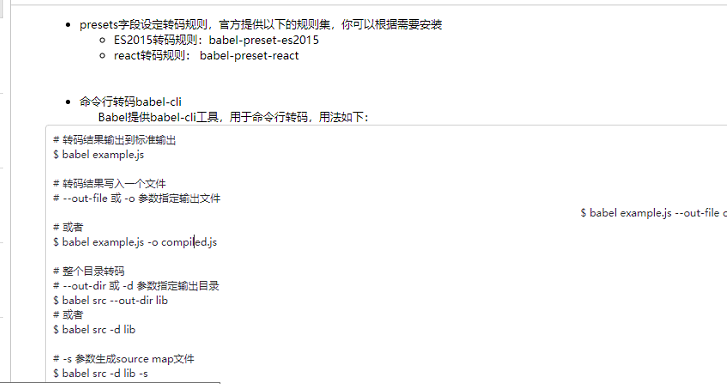 presets字段设定转码规则，官方提供以下的规则集，你可以根据需要安装
ES2015转码规则：babel-preset-es2015
react转码规则： babel-preset-react
命令行转码babel-cli
Babel提供babel-cli工具，用于命令行转码，用法如下：
# 转码结果输出到标准输出
$ babel example.js
# 转码结果写入一个文件
# --out-file 或 -o 参数指定输出文件
$ babel example.js --out-file
# 或者
$ babel example.js -o compiled.js
# 整个目录转码
# --out-dir 或 -d 参数指定输出目录
$ babel src --out-dir lib
# 或者
$ babel src -d lib
# -s 参数生成source map文件
$ babel src -d lib -s